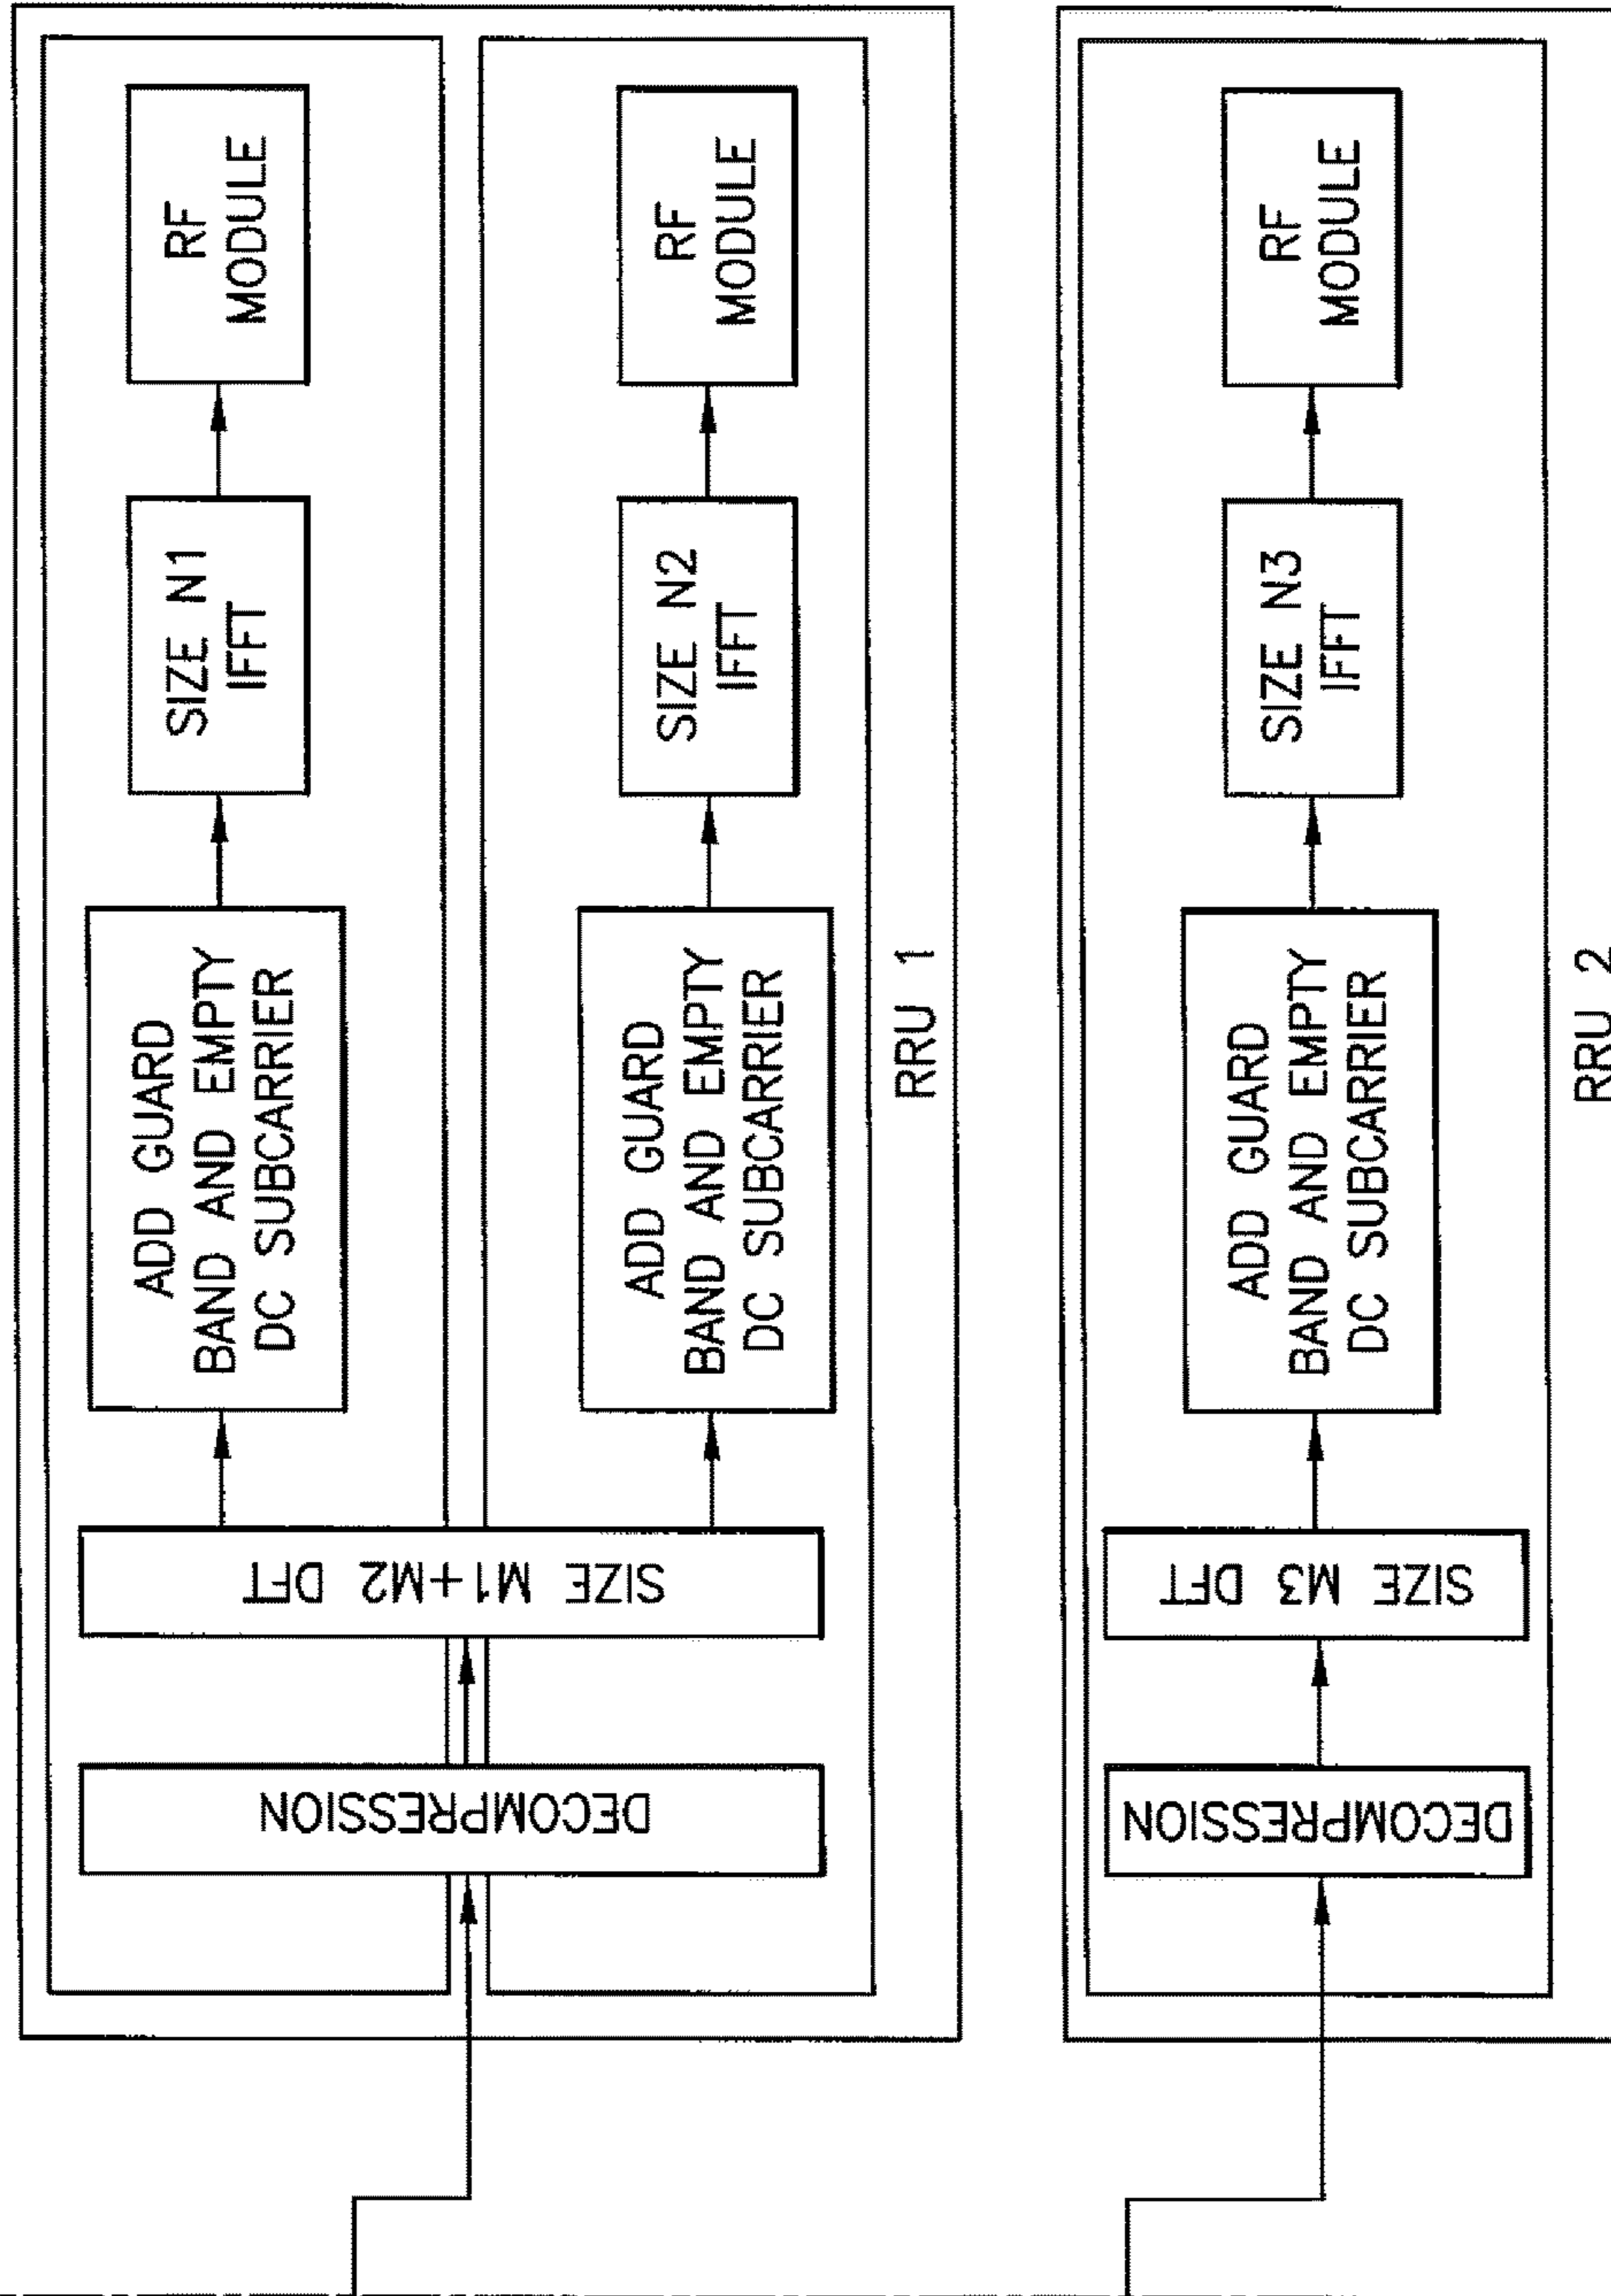 DECOMPRESSION
SIZE M1+M2 DFT
ADD GUARD
BAND AND EMPTY
DC SUBCARRIER
SIZE N1
IFFT
RF
MODULE
ADD GUARD
BAND AND EMPTY
DC SUBCARRIER
SIZE N2
IFFT
RF
MODULE
RRU 1
DECOMPRESSION
SIZE M3 DFT
ADD GUARD
BAND AND EMPTY
DC SUBCARRIER
SIZE N3
IFFT
RF
MODULE
RRU 2